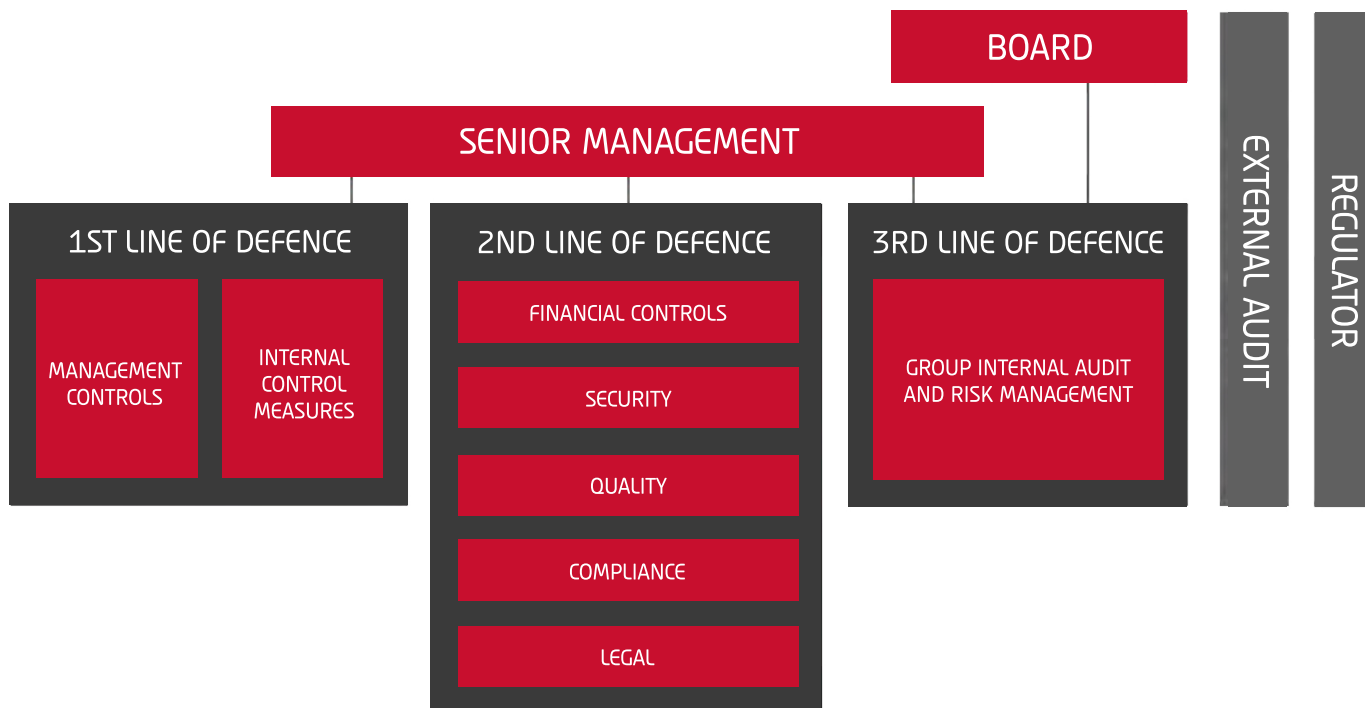 BOARD
SENIOR MANAGEMENT
1ST LINE OF DEFENCE
MANAGEMENT
CONTROLS
INTERNAL
CONTROL
MEASURES
2ND LINE OF DEFENCE
FINANCIAL CONTROLS
SECURITY
QUALITY
COMPLIANCE
LEGAL
3RD LINE OF DEFENCE
GROUP INTERNAL AUDIT
AND RISK MANAGEMENT
EXTERNAL AUDIT
REGULATOR